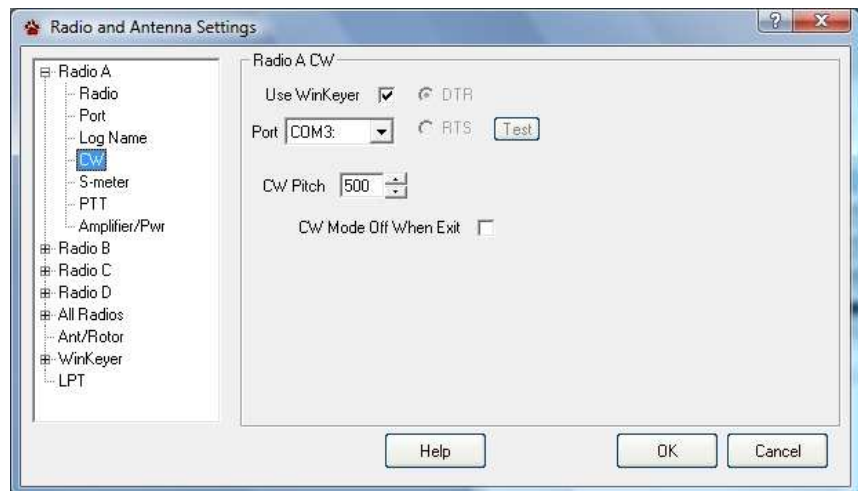 Radio and Antenna Settings
Radio A
Radio
Port
Log Name
CW
S-meter
PTT
Amplifier/Pwr
Radio B
Radio C
Radio D
All Radios
Ant/Rotor
WinKeyer
LPT
Radio A CW
Use WinKeyer DTR
Port COM3: RTS Test
CW Pitch 500
CW Mode Off When Exit
Help OK Cancel